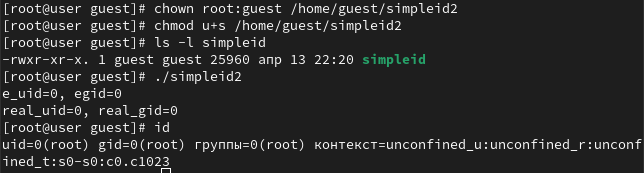 [root@user guest]# chown root:guest /home/guest/simpleid2
[root@user guest]# chmod u+s /home/guest/simpleid2
[root@user guest]# ls -l simpleid
-rwxr-xr-x. 1 guest guest 25960 апр 13 22:20 simpleid
[root@user guest]# ./simpleid2
e_uid=0, egid=0
real_uid=0, real_gid=0
[root@user guest]# id
uid=0(root) gid=0(root) группы=0(root) контекст=unconfined_u:unconfined_r:unconf
ined_t:s0-s0:c0.c1023